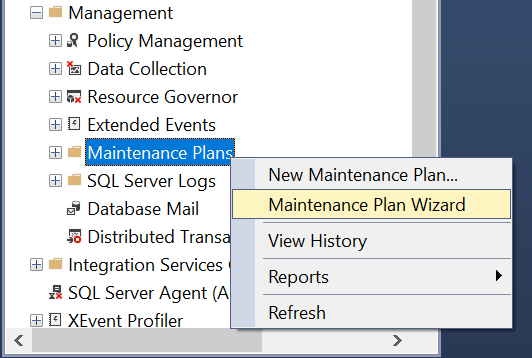 Management
Policy Management
Data Collection
Resource Governor
Extended Events
Maintenance Plans
New Maintenance Plan...
SQL Server Logs
Maintenance Plan Wizard
Database Mail
Distributed Transa
View History
Integration Services
Reports
SQL Server Agent (A
Refresh
XEvent Profiler